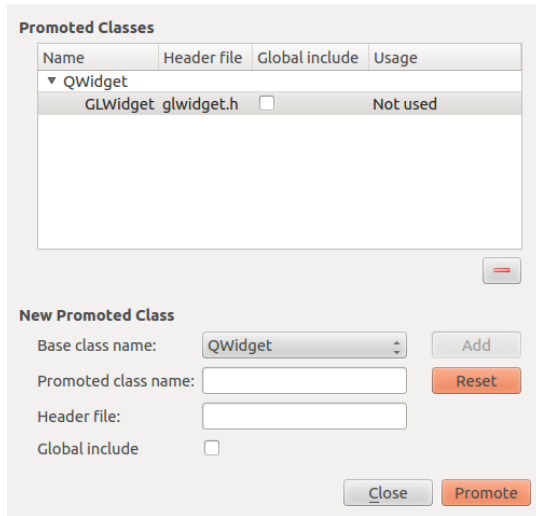 Promoted Classes
Name Header file Global include Usage
QWidget
GLWidget glwidget.h Not used
New Promoted Class
Base class name: QWidget Add
Promoted class name: Reset
Header file:
Global include
Close Promote